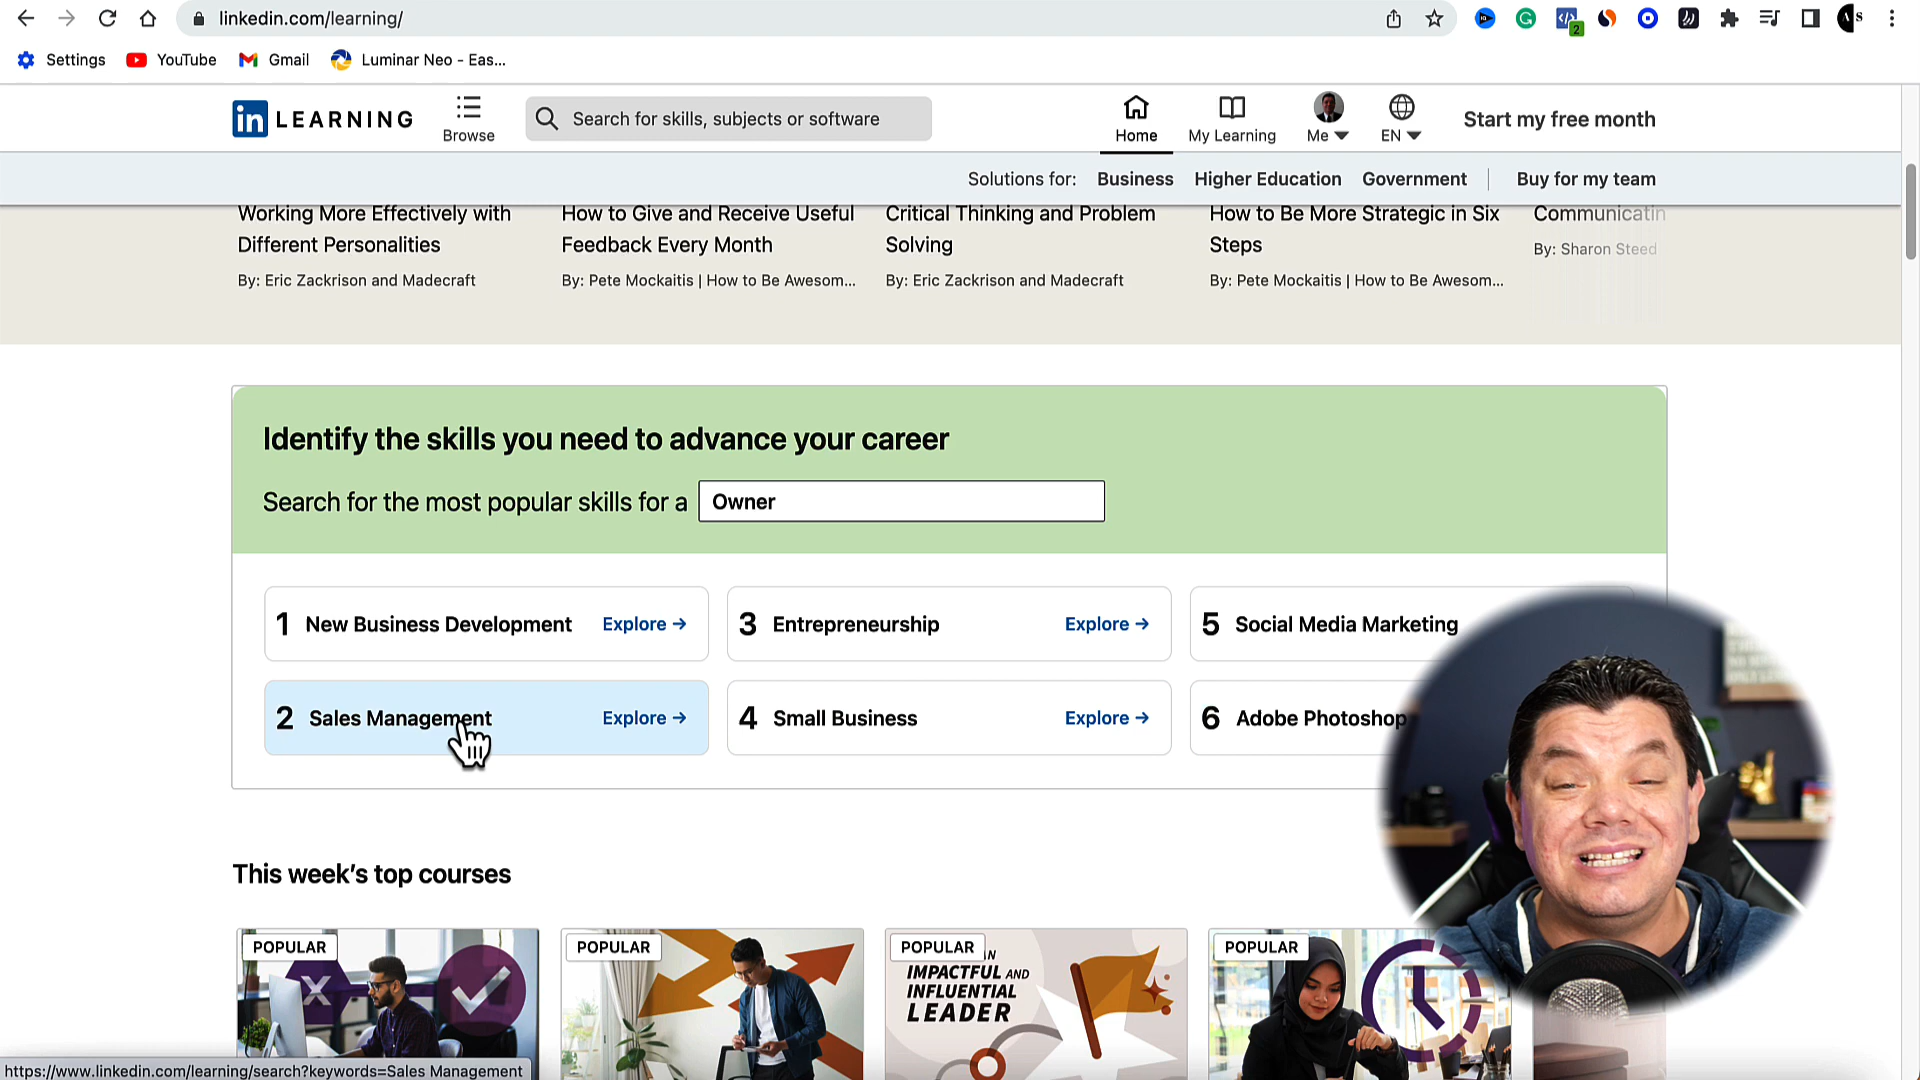 linkedin.com/learning/
2
AS
Settings YouTube Gmail Luminar Neo - Eas...
in LEARNING
Browse
Search for skills, subjects or software
Home
My Learning
Me
EN
Start my free month
Solutions for: Business Higher Education Government Buy for my team
Working More Effectively with
Different Personalities
By: Eric Zackrison and Madecraft
How to Give and Receive Useful
Feedback Every Month
By: Pete Mockaitis | How to Be Awesom...
Critical Thinking and Problem
Solving
By: Eric Zackrison and Madecraft
How to Be More Strategic in Six
Steps
By: Pete Mockaitis | How to Be Awesom...
Communicatin
By: Sharon Steed
Identify the skills you need to advance your career
Search for the most popular skills for a Owner
1 New Business Development Explore →
3 Entrepreneurship Explore →
5 Social Media Marketing
2 Sales Management Explore →
4 Small Business Explore →
6 Adobe Photoshop
This week's top courses
POPULAR
X
POPULAR
POPULAR
AN
IMPACTFUL AND
INFLUENTIAL
LEADER
POPULAR
https://www.linkedin.com/learning/search?keywords=Sales Management